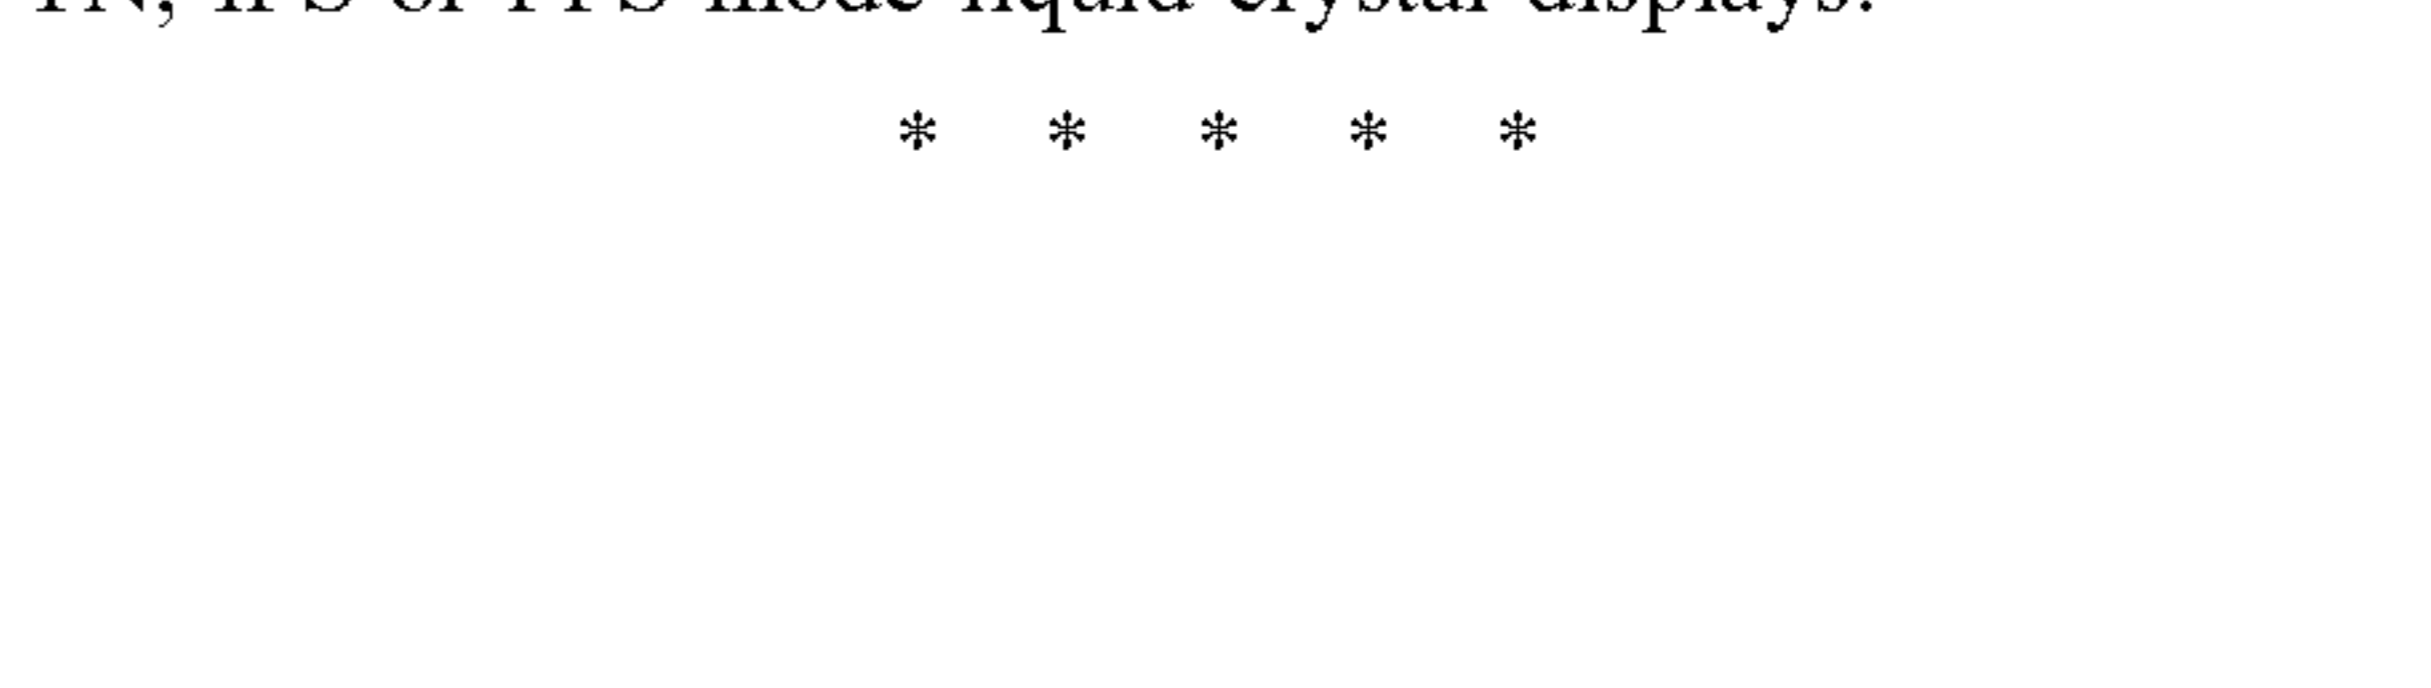 TN, IPS or FFS mode liquid crystal displays.
* * * * *